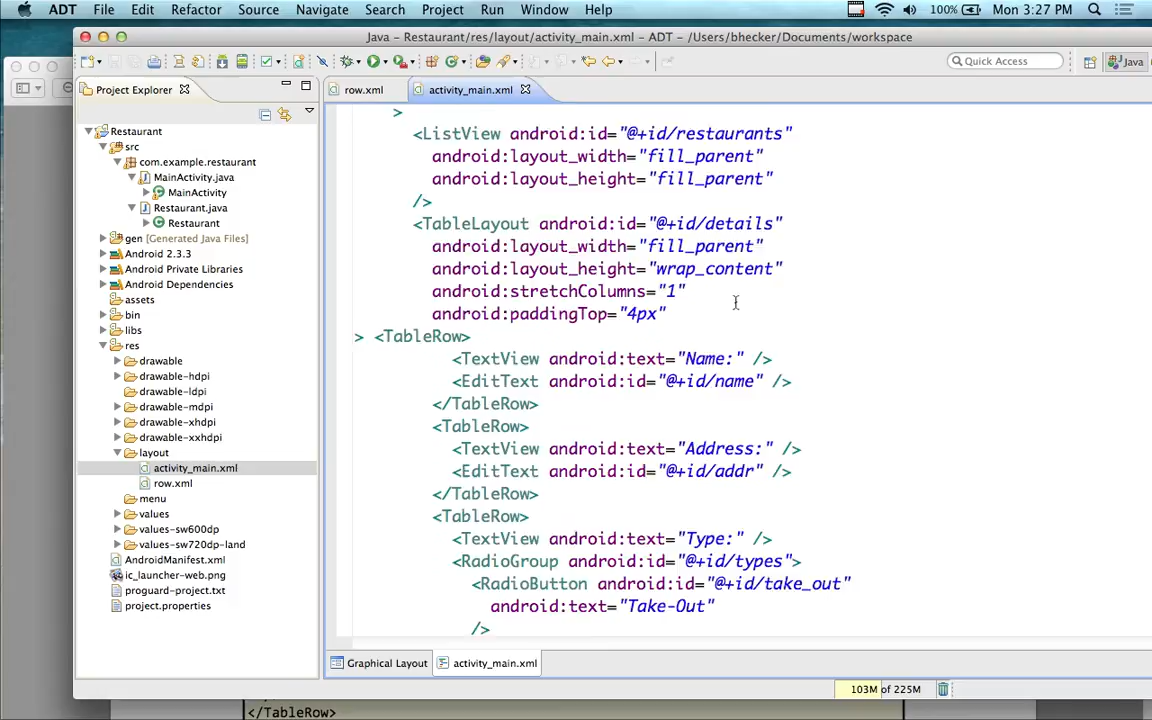 ADT File Edit Refactor Source Navigate Search Project Run Window Help 100% Mon 3:27 PM
Java - Restaurant/res/layout/activity_main.xml - ADT - /Users/bhecker/Documents/workspace
Quick Access Java
Project Explorer
row.xml activity_main.xml
Restaurant
src
com.example.restaurant
MainActivity.java
MainActivity
Restaurant.java
Restaurant
gen [Generated Java Files]
Android 2.3.3
Android Private Libraries
Android Dependencies
assets
bin
libs
res
drawable
drawable-hdpi
drawable-ldpi
drawable-mdpi
drawable-xhdpi
drawable-xxhdpi
layout
activity_main.xml
row.xml
menu
values
values-sw600dp
values-sw720dp-land
AndroidManifest.xml
ic_launcher-web.png
proguard-project.txt
project.properties
>
<ListView android:id="@+id/restaurants"
android:layout_width="fill_parent"
android:layout_height="fill_parent"
/>
<TableLayout android:id="@+id/details"
android:layout_width="fill_parent"
android:layout_height="wrap_content"
android:stretchColumns="1"
android:paddingTop="4px"
> <TableRow>
<TextView android:text="Name:" />
<EditText android:id="@+id/name" />
</TableRow>
<TableRow>
<TextView android:text="Address:" />
<EditText android:id="@+id/addr" />
</TableRow>
<TableRow>
<TextView android:text="Type:" />
<RadioGroup android:id="@+id/types">
<RadioButton android:id="@+id/take_out"
android:text="Take-Out"
/>
Graphical Layout activity_main.xml
103M of 225M
</TableRow>